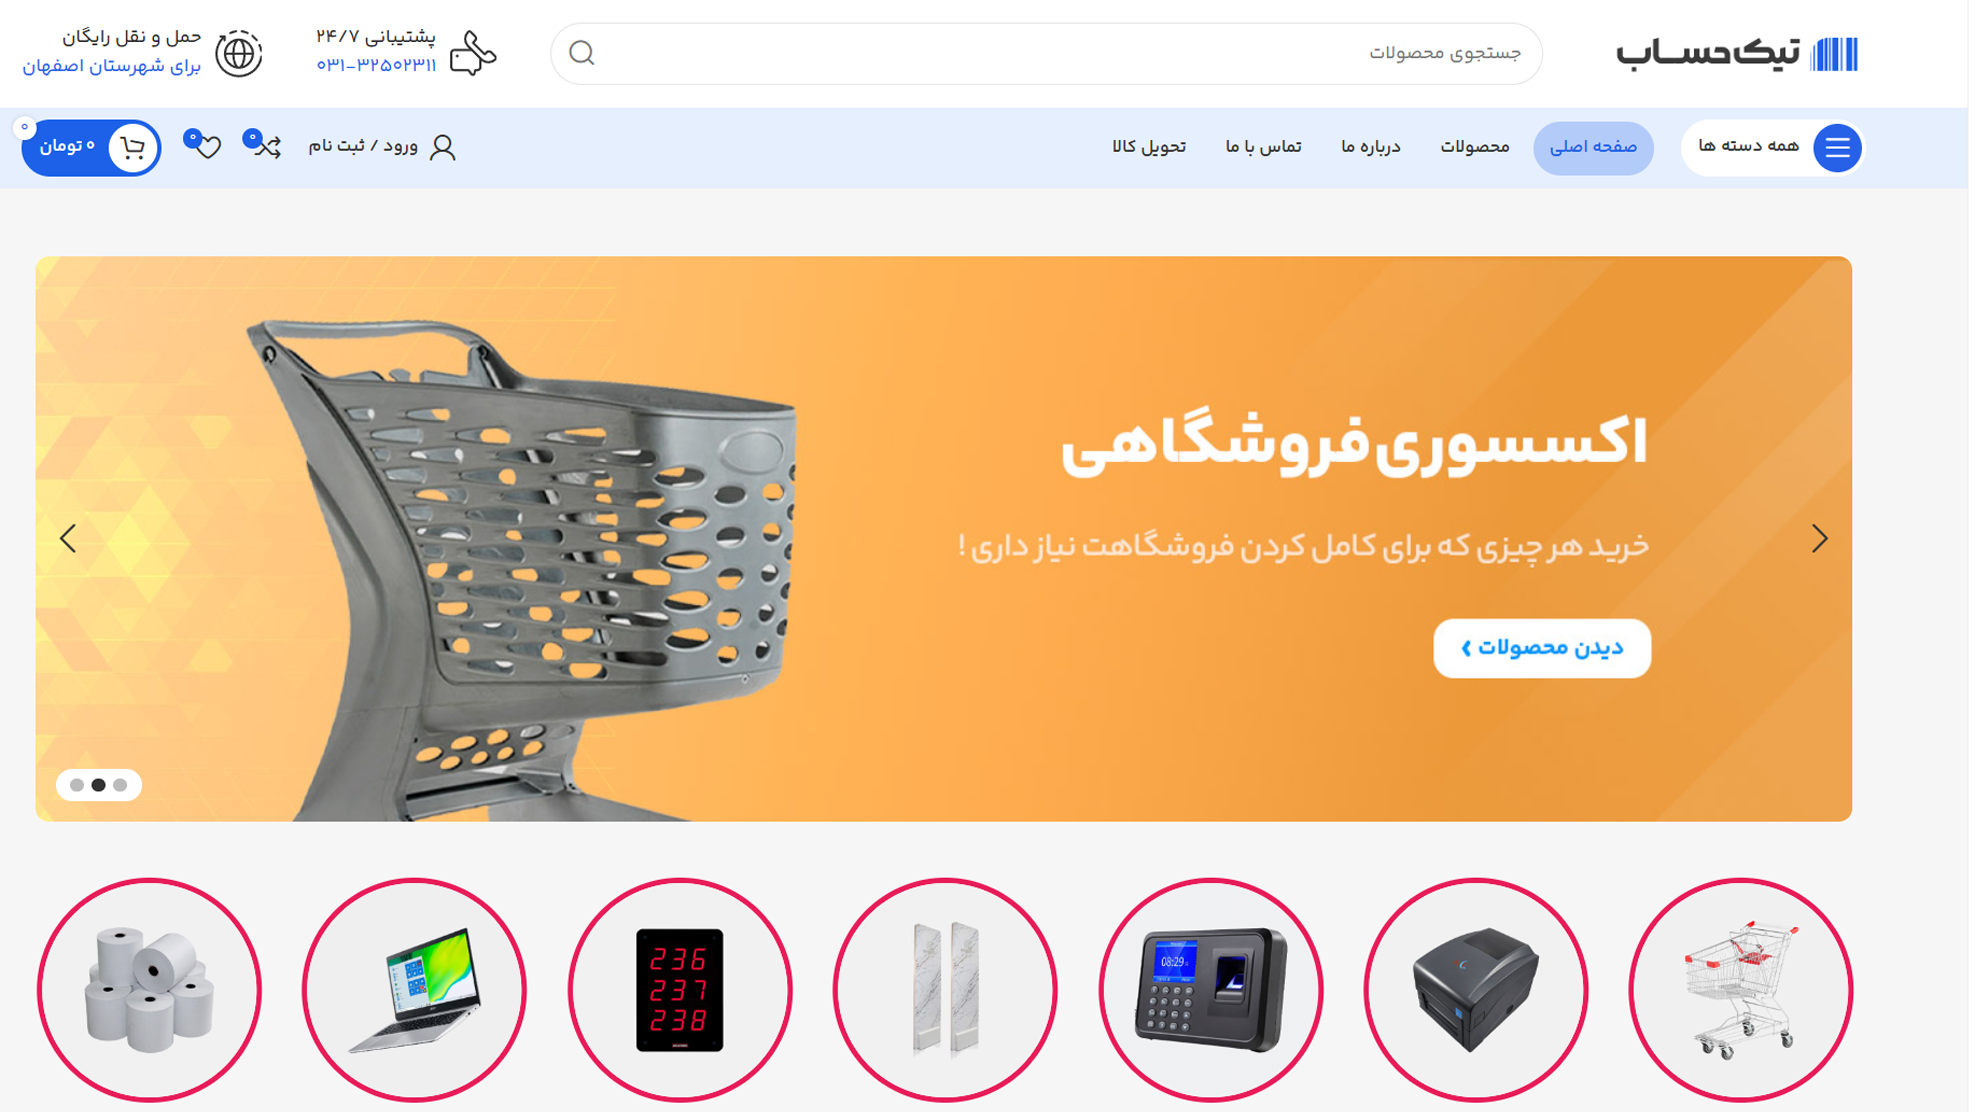 تیک‌حساب
جستجوی محصولات
پشتیبانی ۲۴/۷
۰۳۱-۳۲۵۰۲۳۱۱
حمل و نقل رایگان
برای شهرستان اصفهان
همه دسته ها
صفحه اصلی
محصولات
درباره ما
تماس با ما
تحویل کالا
ورود / ثبت نام
۰
۰
۰ تومان
۰
اکسسوری فروشگاهی
خرید هر چیزی که برای کامل کردن فروشگاهت نیاز داری !
دیدن محصولات
08:29
236
237
238